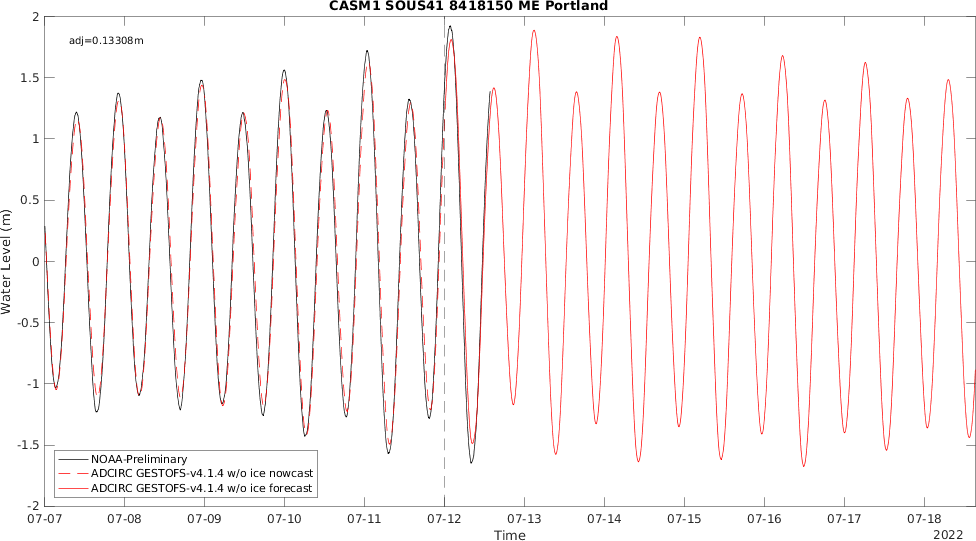 CASM1 SOUS41 8418150 ME Portland
adj=0.13308m
2
1.5
1
0.5
0
-0.5
-1
-1.5
-2
Water Level (m)
NOAA-Preliminary
ADCIRC GESTOFS-v4.1.4 w/o ice nowcast
ADCIRC GESTOFS-v4.1.4 w/o ice forecast
07-07 07-08 07-09 07-10 07-11 07-12 07-13 07-14 07-15 07-16 07-17 07-18
Time
2022